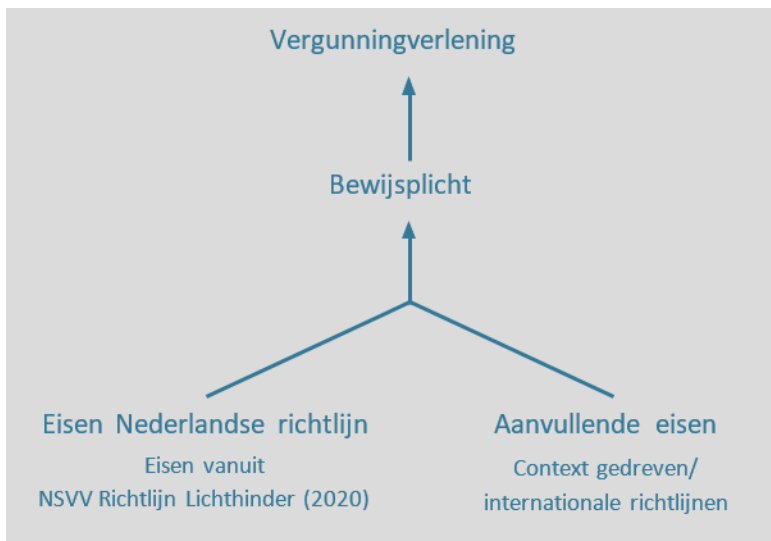 Vergunningverlening
Bewijsplicht
Eisen Nederlandse richtlijn
Eisen vanuit
NSVV Richtlijn Lichthinder (2020)
Aanvullende eisen
Context gedreven/
internationale richtlijnen